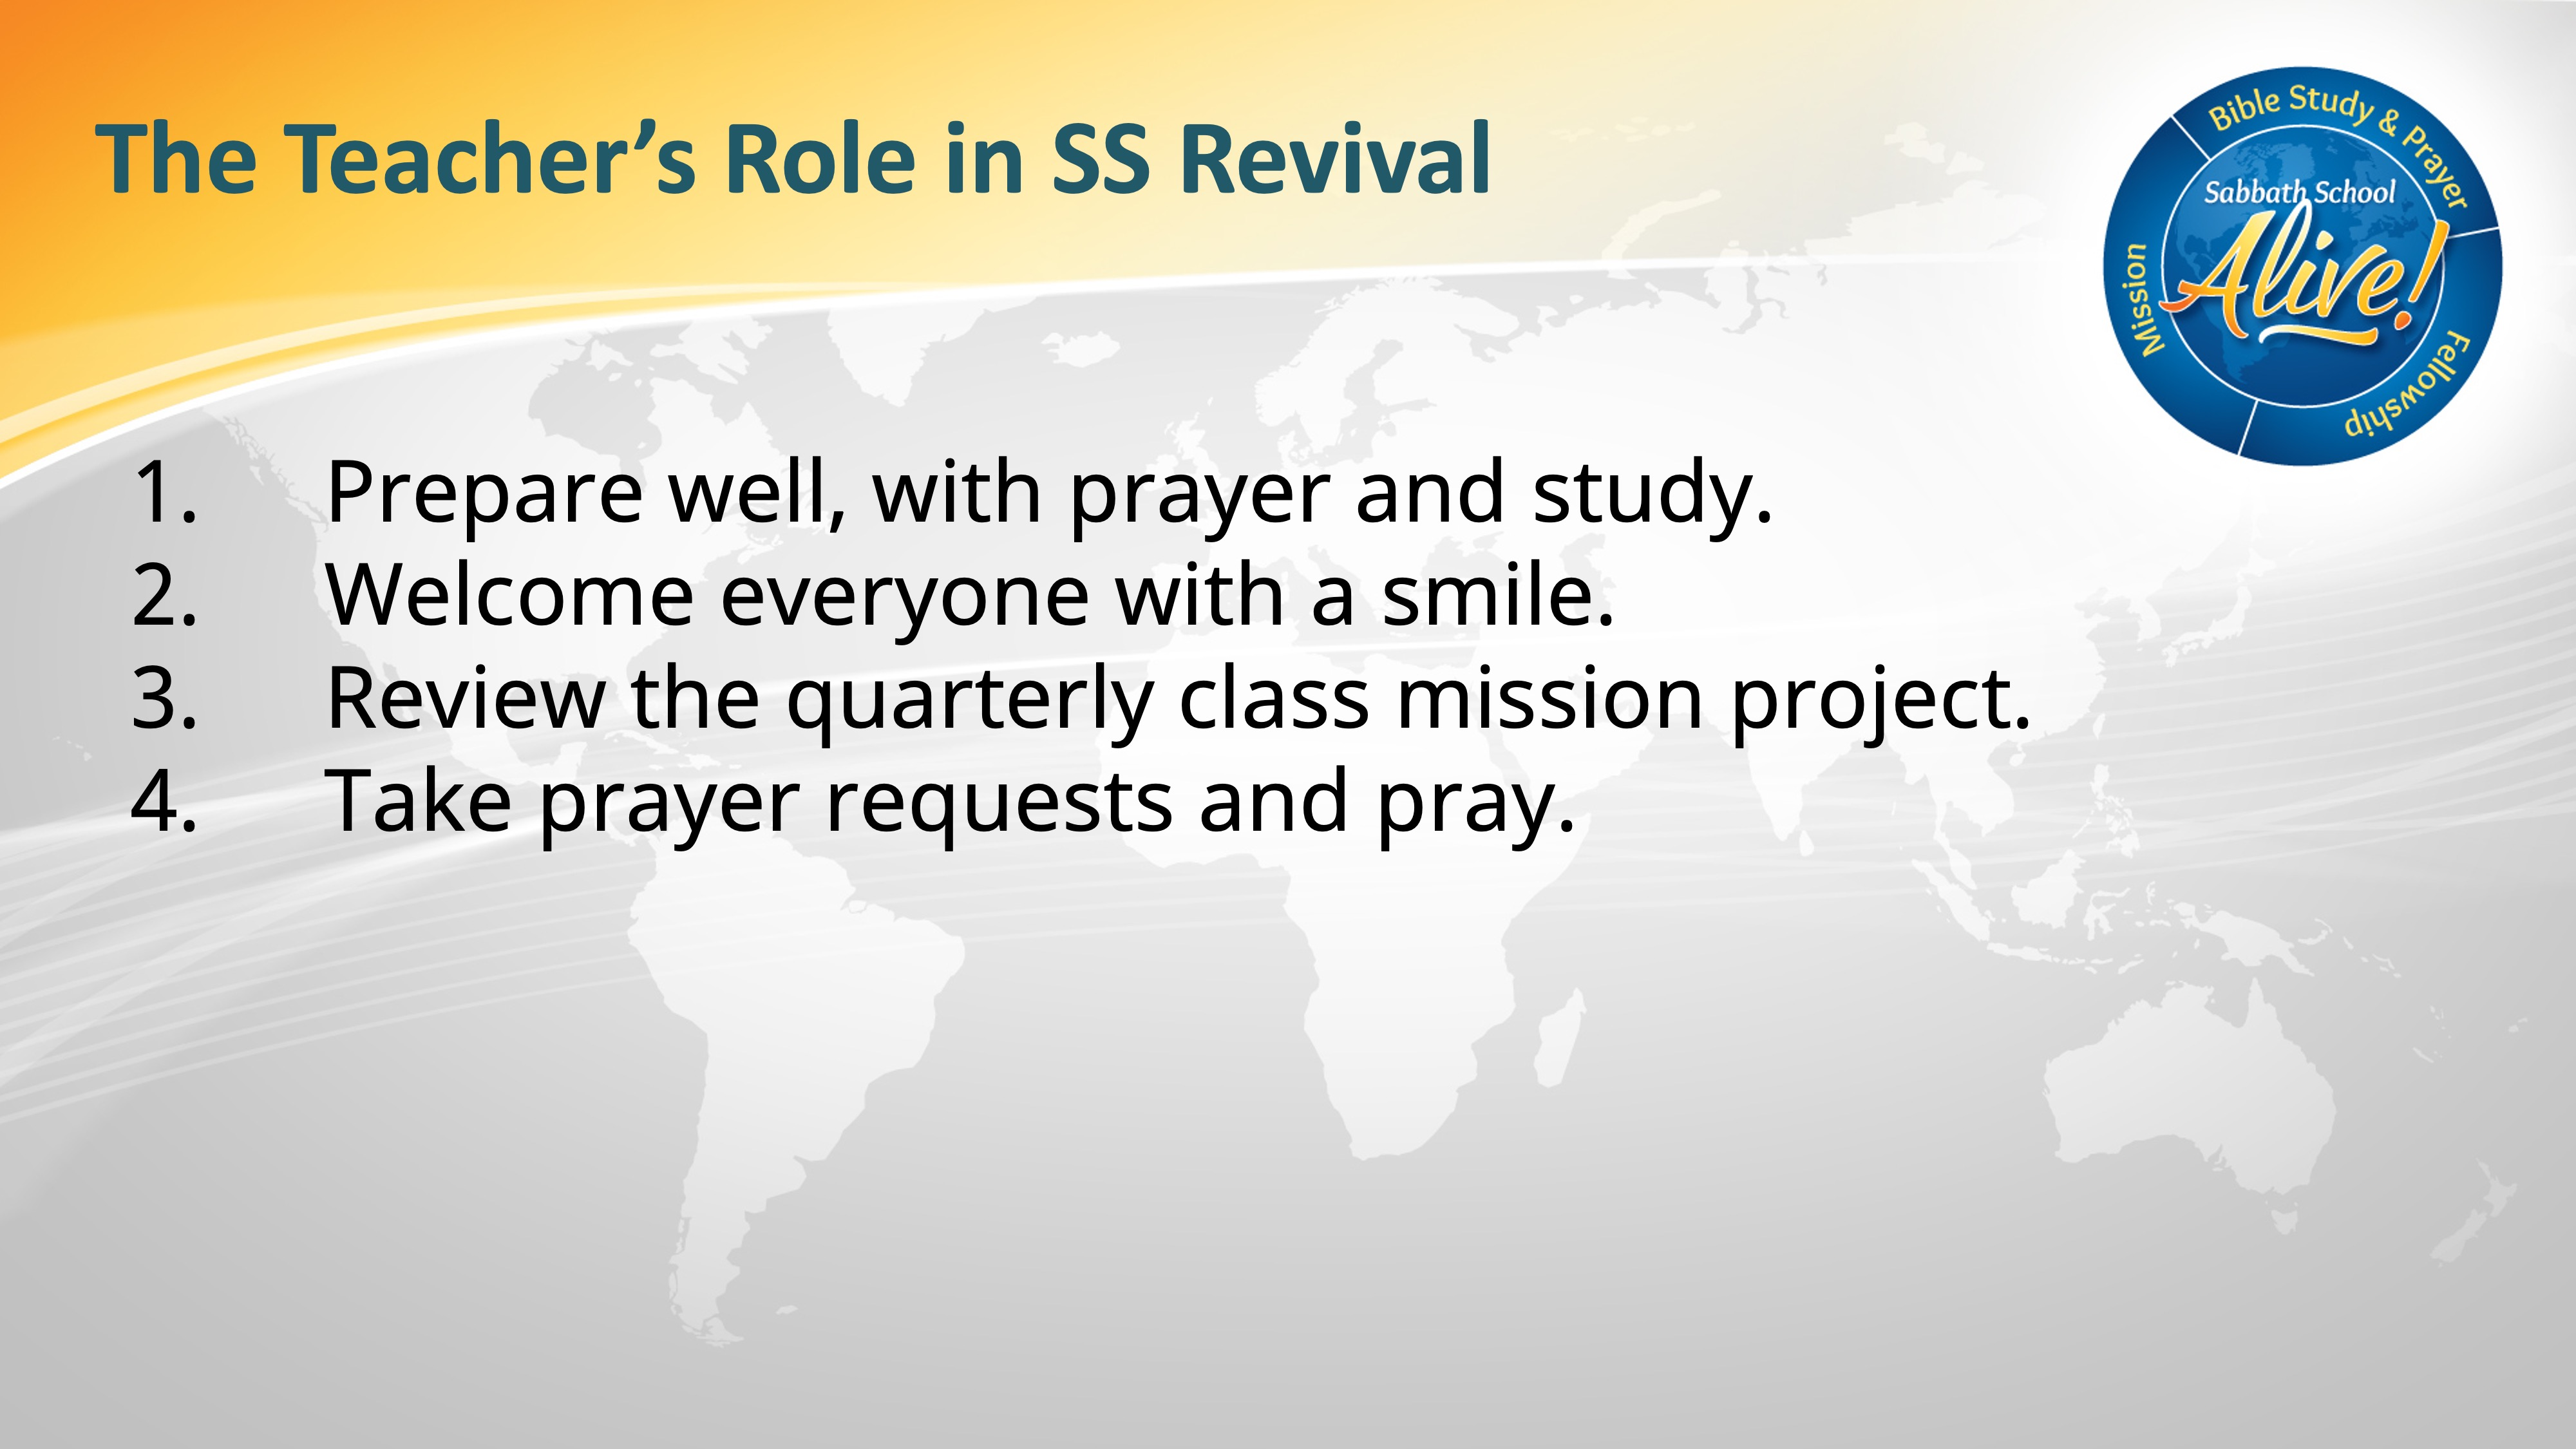 The Teacher’s Role in SS Revival
Bible Study & Prayer
Sabbath School
Alive!
Mission
Fellowship
1. Prepare well, with prayer and study.
2. Welcome everyone with a smile.
3. Review the quarterly class mission project.
4. Take prayer requests and pray.